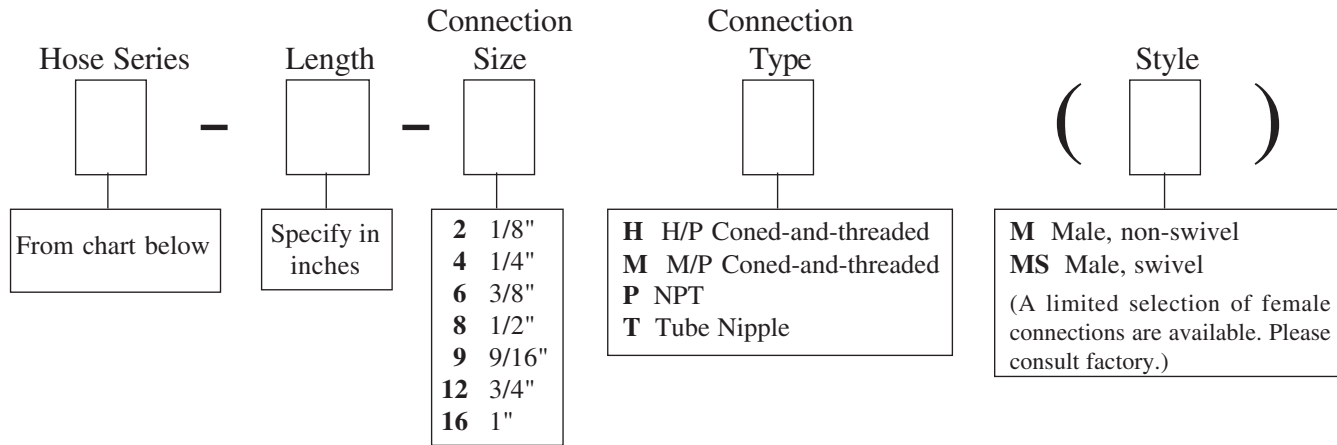 Hose Series
Length
Connection
Size
Connection
Type
Style
– –
( )
From chart below
Specify in
inches
2 1/8"
4 1/4"
6 3/8"
8 1/2"
9 9/16"
12 3/4"
16 1"
H H/P Coned-and-threaded
M M/P Coned-and-threaded
P NPT
T Tube Nipple
M Male, non-swivel
MS Male, swivel
(A limited selection of female
connections are available. Please
consult factory.)